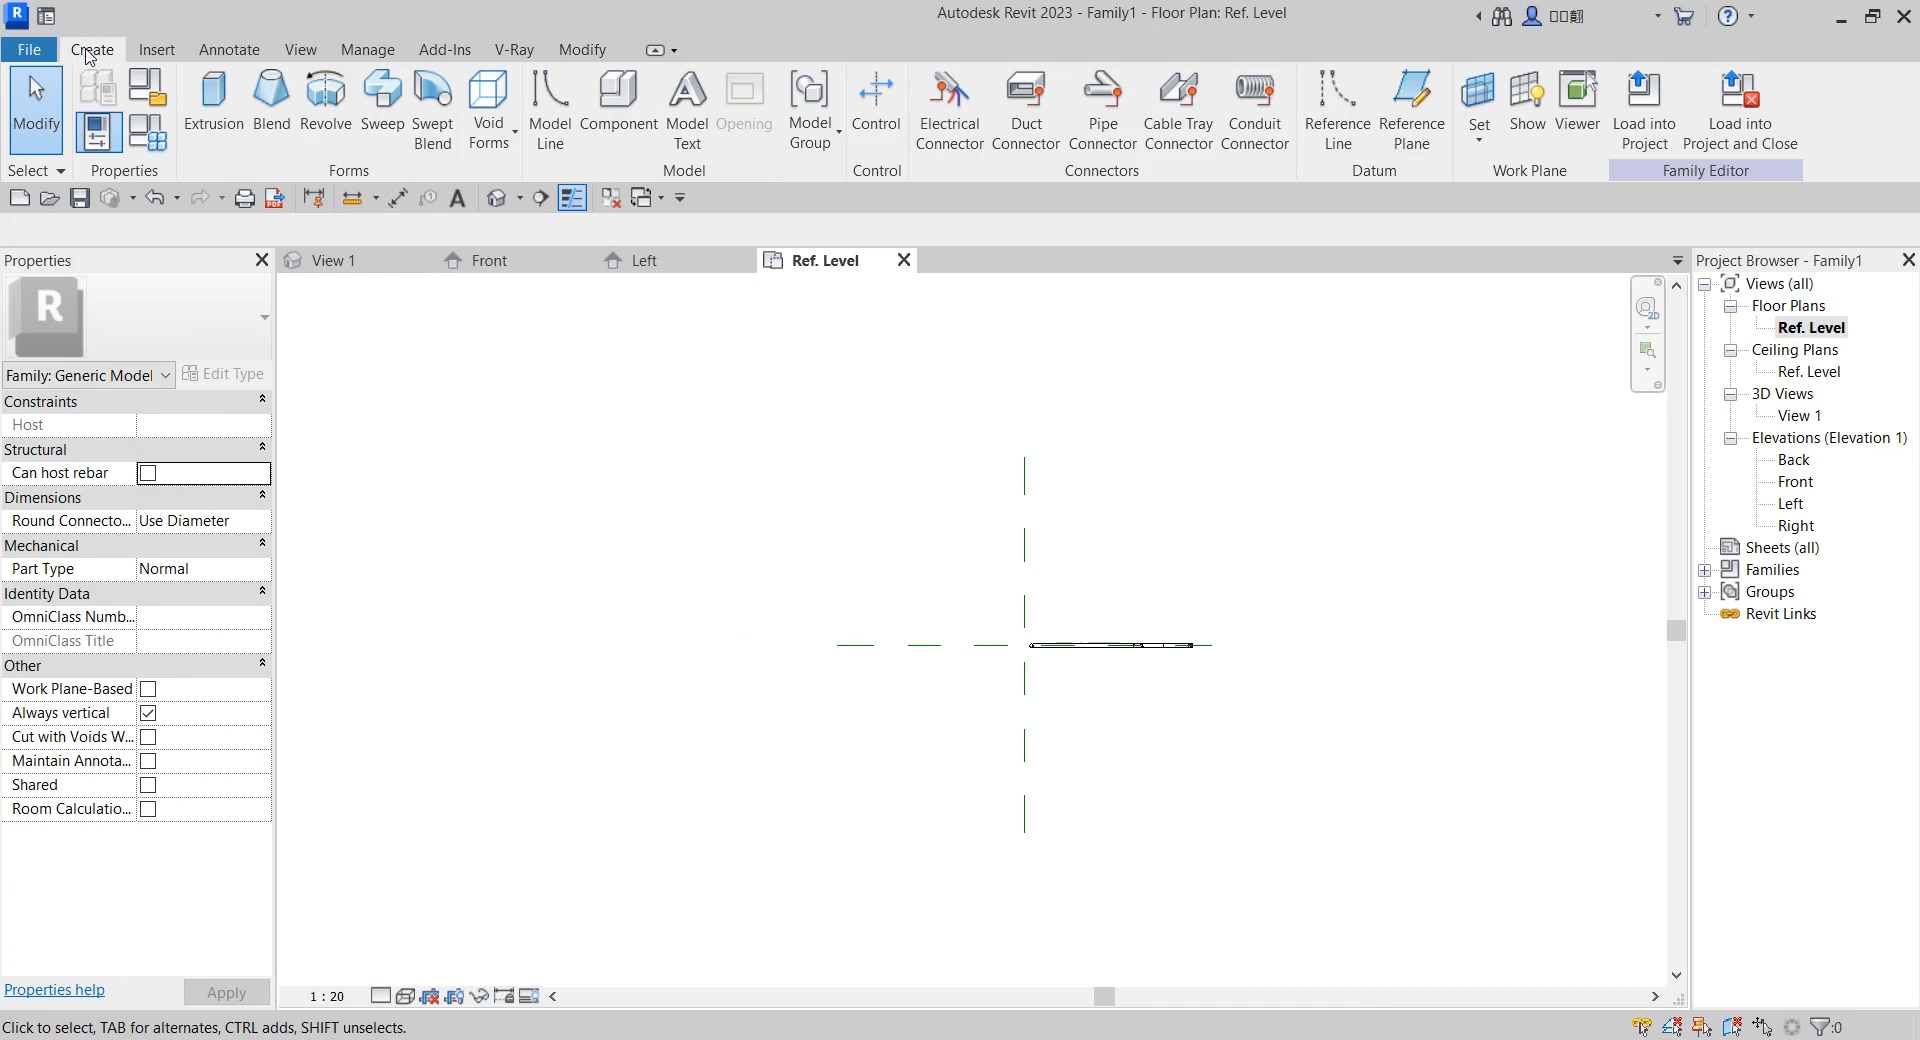 Autodesk Revit 2023 - Family1 - Floor Plan: Ref. Level
File Create Insert Annotate View Manage Add-Ins V-Ray Modify
Modify Extrusion Blend Revolve Sweep Swept Blend Void Forms Model Line Component Model Text Opening Model Group Control Electrical Connector Duct Connector Pipe Connector Cable Tray Connector Conduit Connector Reference Line Reference Plane Set Show Viewer Load into Project Load into Project and Close
Select Properties Forms Model Control Connectors Datum Work Plane Family Editor
Properties
View 1 Front Left Ref. Level
Project Browser - Family1
Family: Generic Model Edit Type
Constraints
Host
Structural
Can host rebar
Dimensions
Round Connecto... Use Diameter
Mechanical
Part Type Normal
Identity Data
OmniClass Numb...
OmniClass Title
Other
Work Plane-Based
Always vertical
Cut with Voids W...
Maintain Annota...
Shared
Room Calculatio...
Properties help Apply
2D
Views (all)
Floor Plans
Ref. Level
Ceiling Plans
Ref. Level
3D Views
View 1
Elevations (Elevation 1)
Back
Front
Left
Right
Sheets (all)
Families
Groups
Revit Links
1 : 20
Click to select, TAB for alternates, CTRL adds, SHIFT unselects.
:0